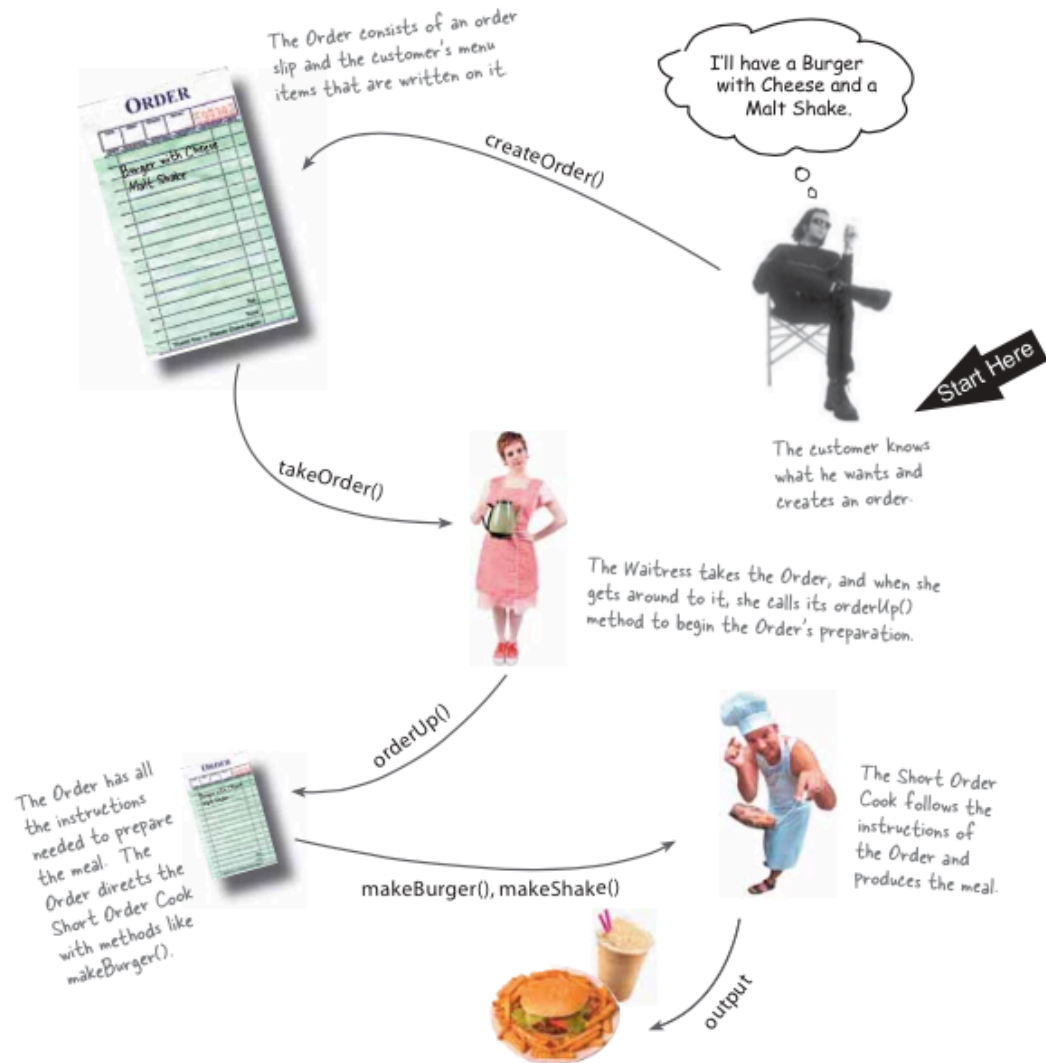 The Order consists of an order
slip and the customer's menu
items that are written on it.
I'll have a Burger
with Cheese and a
Malt Shake.
ORDER
Burger with Cheese
Malt Shake
createOrder()
Start Here
The customer knows
what he wants and
creates an order.
takeOrder()
The Waitress takes the Order, and when she
gets around to it, she calls its orderUp()
method to begin the Order's preparation.
orderUp()
The Order has all
the instructions
needed to prepare
the meal. The
Order directs the
Short Order Cook
with methods like
makeBurger().
ORDER
Burger with Cheese
Malt Shake
The Short Order
Cook follows the
instructions of
the Order and
produces the meal.
makeBurger(), makeShake()
output